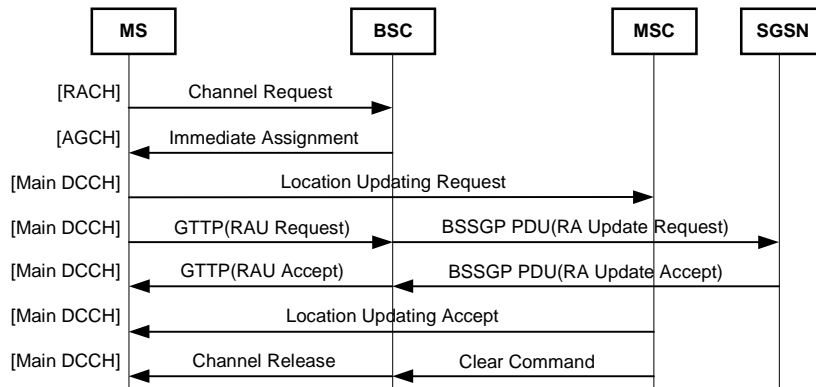 MS BSC MSC SGSN
[RACH] Channel Request
[AGCH] Immediate Assignment
[Main DCCH] Location Updating Request
[Main DCCH] GTTP(RAU Request) BSSGP PDU(RA Update Request)
[Main DCCH] GTTP(RAU Accept) BSSGP PDU(RA Update Accept)
[Main DCCH] Location Updating Accept
[Main DCCH] Channel Release Clear Command